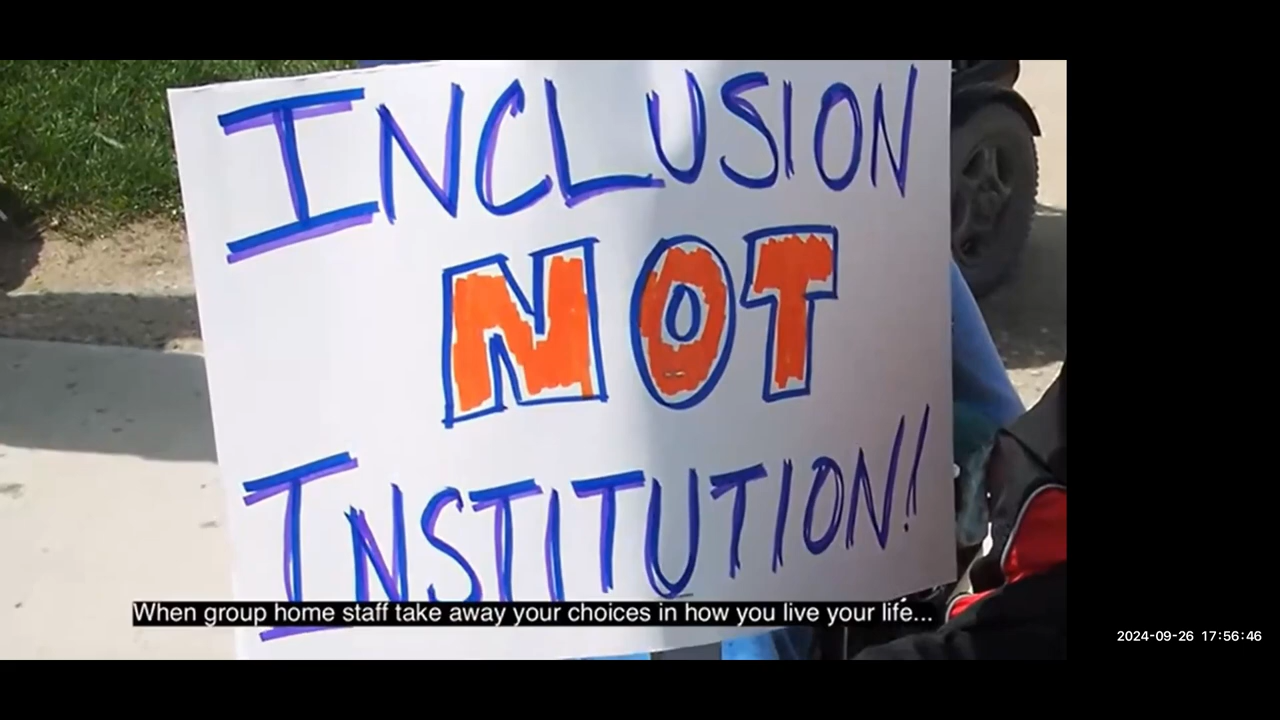 INCLUSION
NOT
INSTITUTION!
When group home staff take away your choices in how you live your life...
2024-09-26 17:56:46